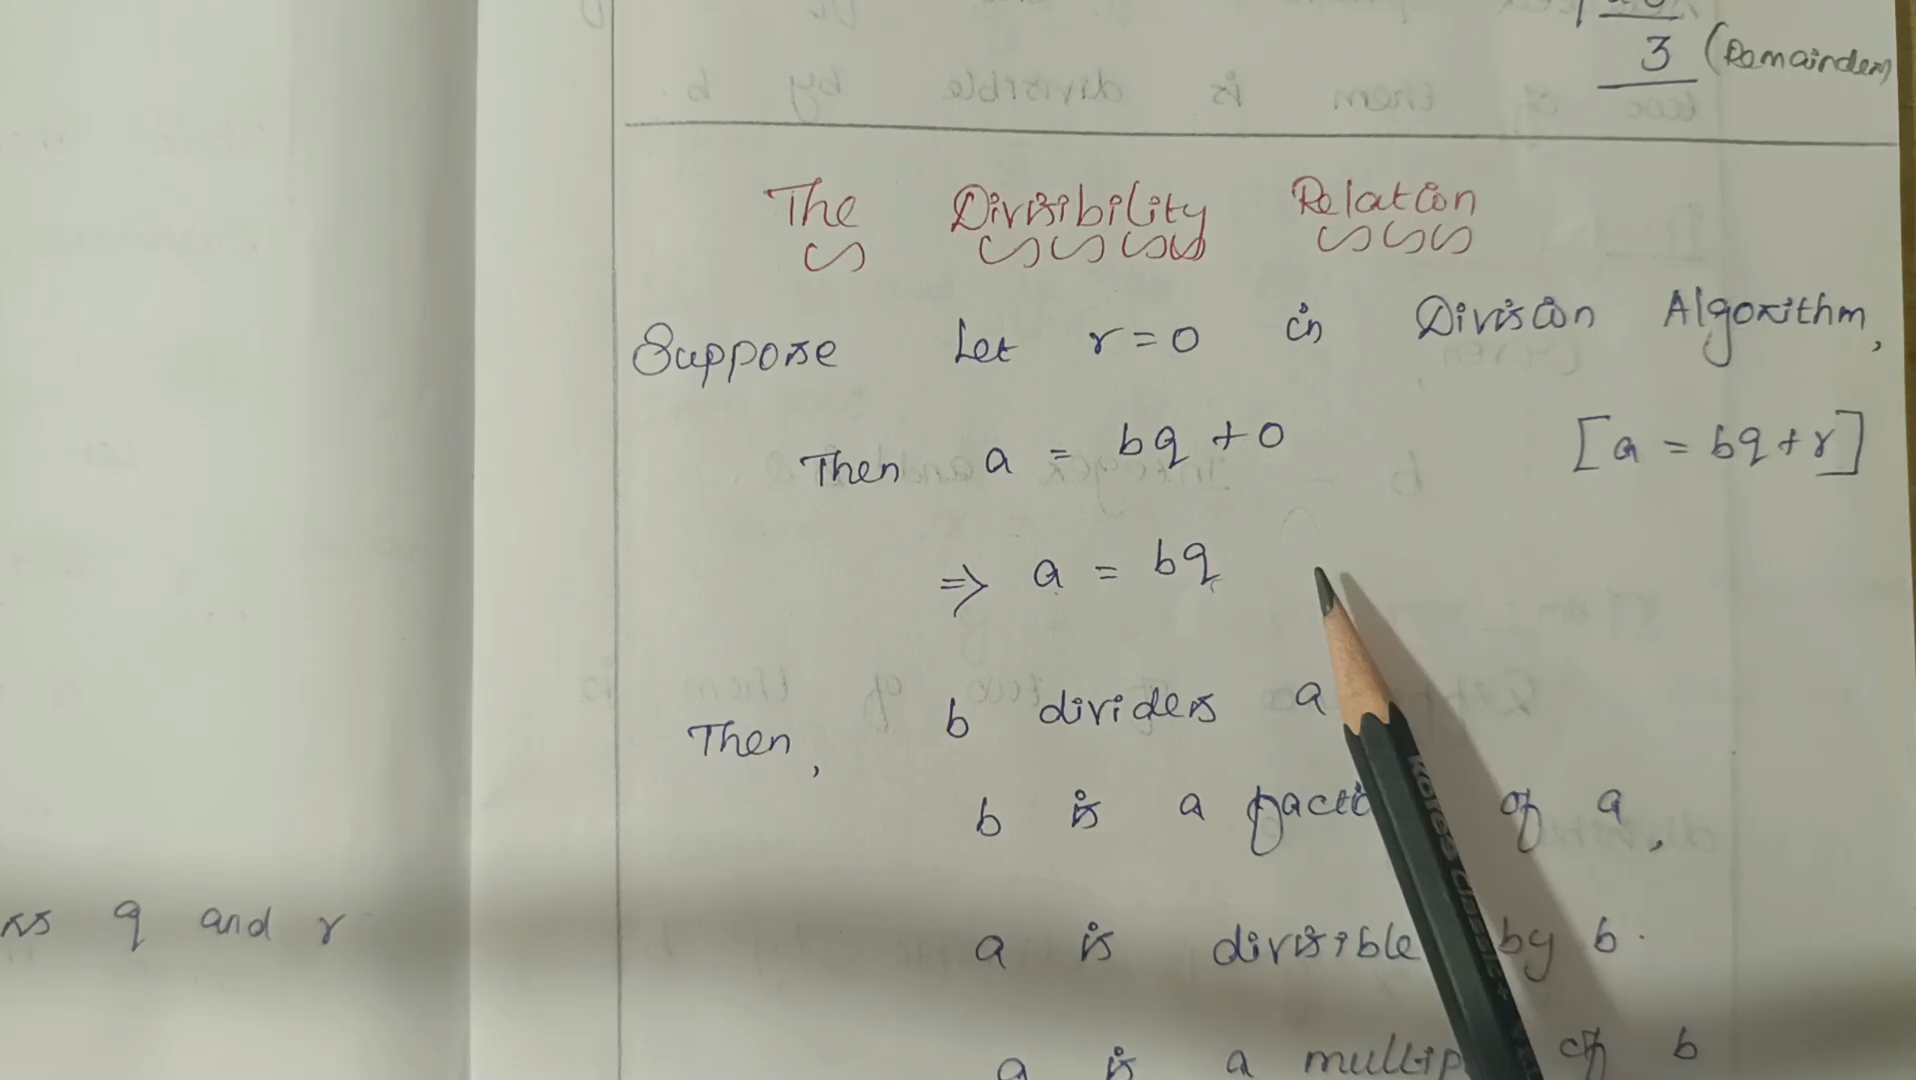 3 (Remainder)
The Divisibility Relation
Suppose Let r = 0 in Division Algorithm,
Then a = bq + 0 [a = bq + r]
⇒ a = bq
Then, b divides a
b is a of a,
q and r
a is divisible by b.
a is a of b
KORES